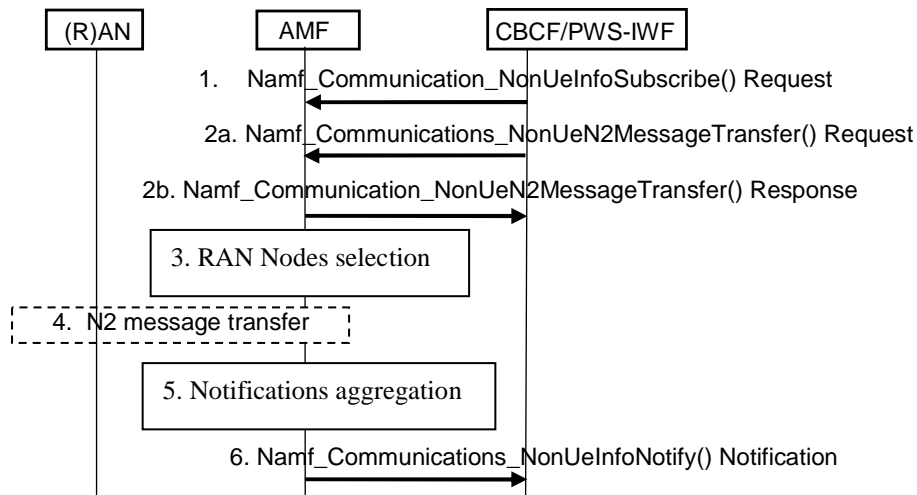 (R)AN
AMF
CBCF/PWS-IWF
1. Namf_Communication_NonUeInfoSubscribe() Request
2a. Namf_Communications_NonUeN2MessageTransfer() Request
2b. Namf_Communication_NonUeN2MessageTransfer() Response
3. RAN Nodes selection
4. N2 message transfer
5. Notifications aggregation
6. Namf_Communications_NonUeInfoNotify() Notification